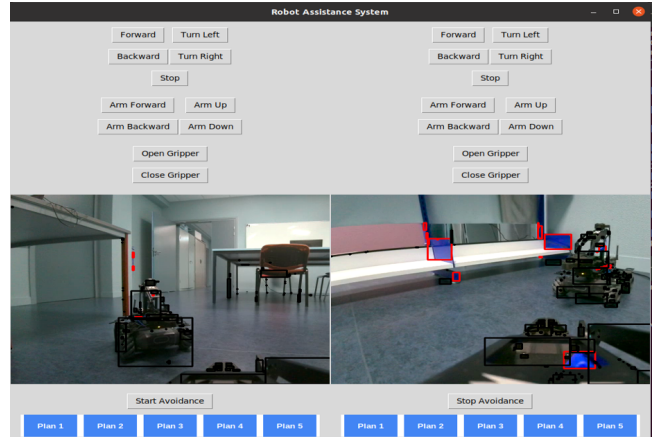 Robot Assistance System
Forward Turn Left Forward Turn Left
Backward Turn Right Backward Turn Right
Stop Stop
Arm Forward Arm Up Arm Forward Arm Up
Arm Backward Arm Down Arm Backward Arm Down
Open Gripper Open Gripper
Close Gripper Close Gripper
Start Avoidance Stop Avoidance
Plan 1 Plan 2 Plan 3 Plan 4 Plan 5 Plan 1 Plan 2 Plan 3 Plan 4 Plan 5